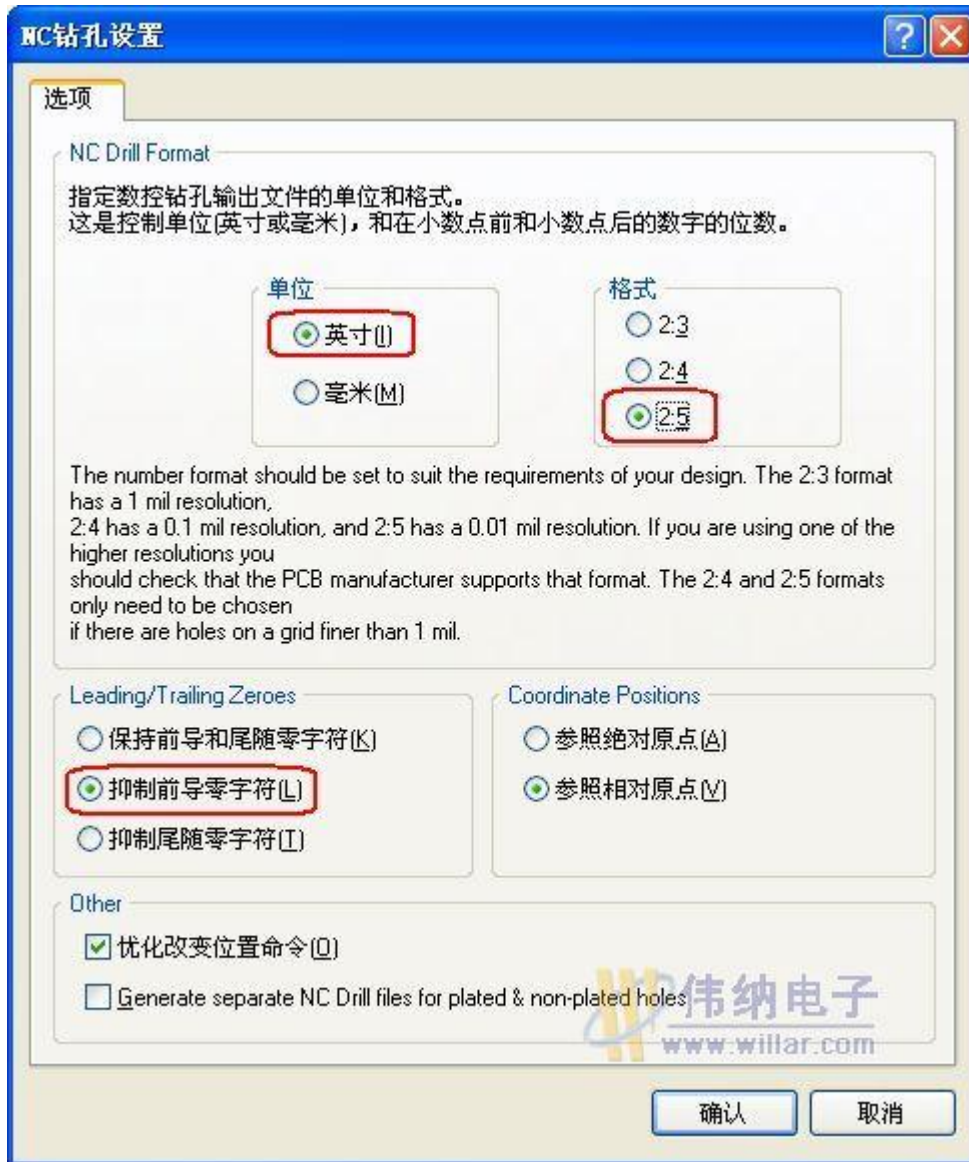 NC钻孔设置
选项
NC Drill Format
指定数控钻孔输出文件的单位和格式。
这是控制单位(英寸或毫米)，和在小数点前和小数点后的数字的位数。
单位
英寸(I)
毫米(M)
格式
2:3
2:4
2:5
The number format should be set to suit the requirements of your design. The 2:3 format
has a 1 mil resolution,
2:4 has a 0.1 mil resolution, and 2:5 has a 0.01 mil resolution. If you are using one of the
higher resolutions you
should check that the PCB manufacturer supports that format. The 2:4 and 2:5 formats
only need to be chosen
if there are holes on a grid finer than 1 mil.
Leading/Trailing Zeroes
保持前导和尾随零字符(K)
抑制前导零字符(L)
抑制尾随零字符(T)
Coordinate Positions
参照绝对原点(A)
参照相对原点(V)
Other
优化改变位置命令(O)
Generate separate NC Drill files for plated & non-plated holes
伟纳电子
www.willar.com
确认
取消